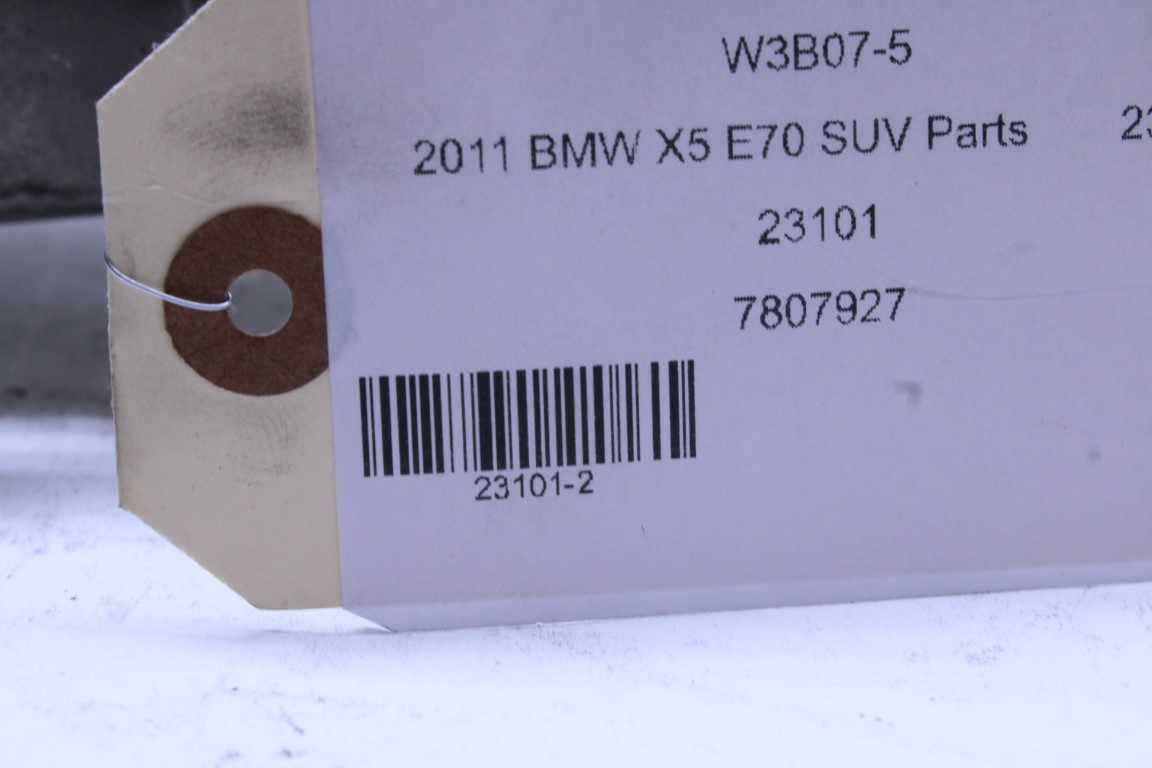 W3B07-5
2011 BMW X5 E70 SUV Parts
23101
7807927
23101-2